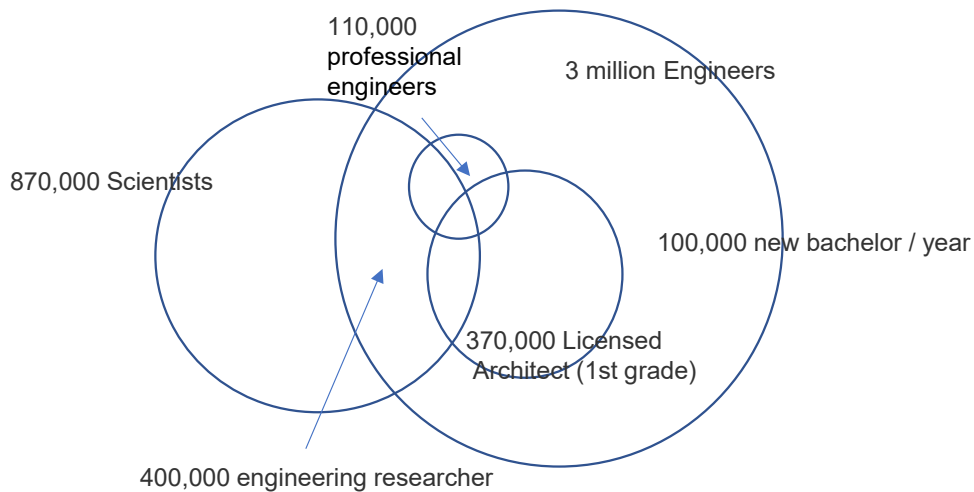 110,000
professional
engineers
3 million Engineers
870,000 Scientists
100,000 new bachelor / year
370,000 Licensed
Architect (1st grade)
400,000 engineering researcher